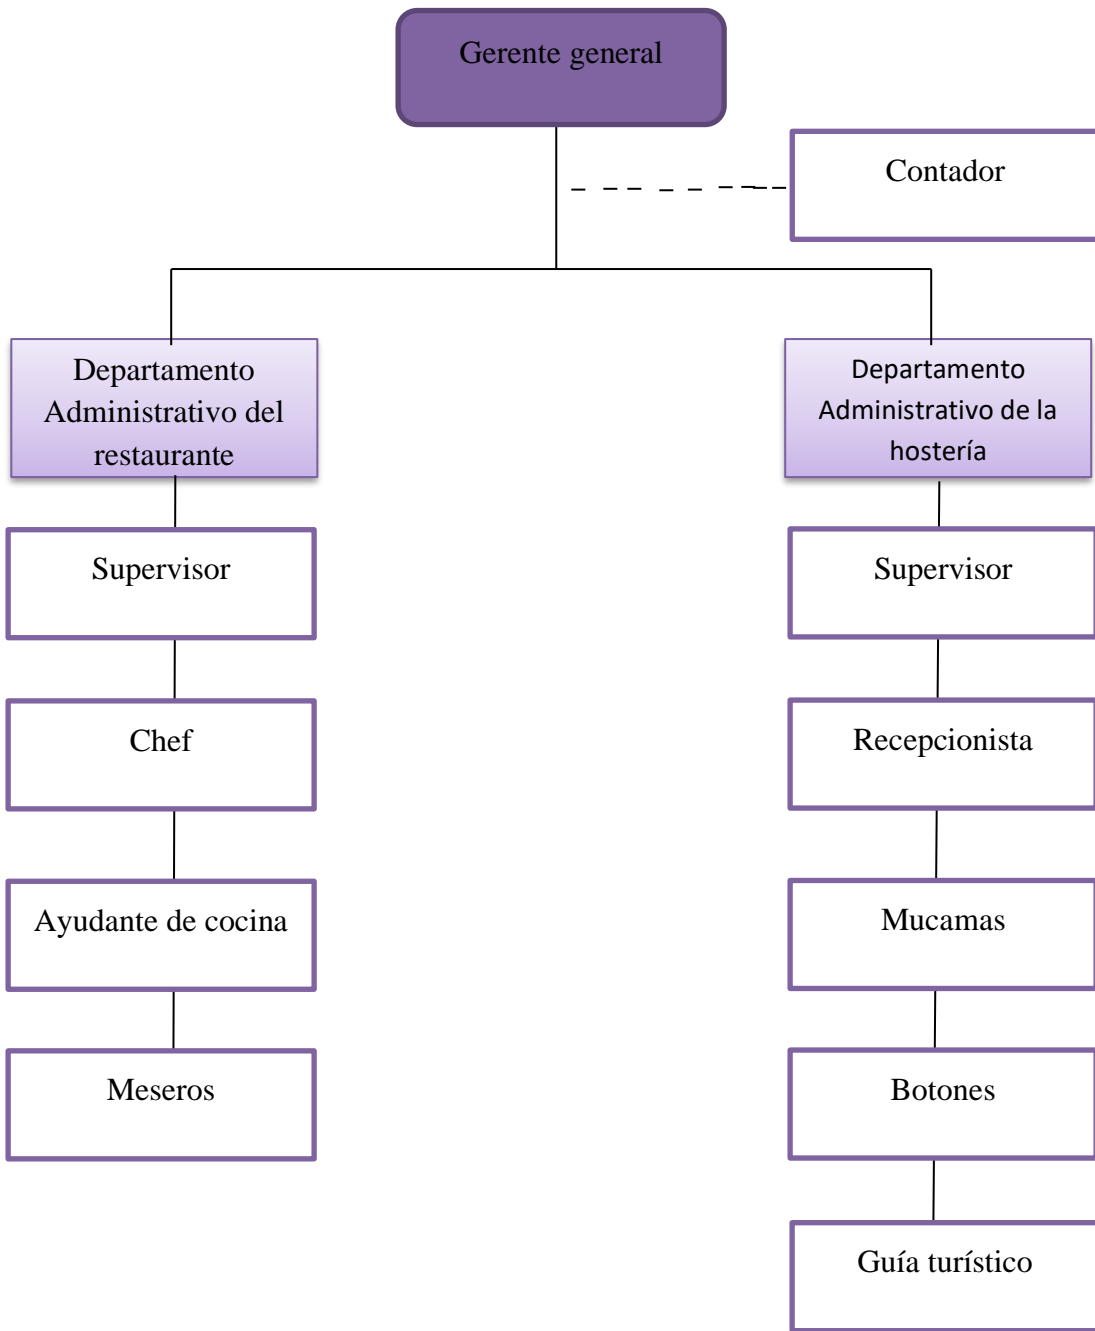 Gerente general
Contador
Departamento
Administrativo del
restaurante
Departamento
Administrativo de la
hostería
Supervisor
Supervisor
Chef
Recepcionista
Ayudante de cocina
Mucamas
Meseros
Botones
Guía turístico